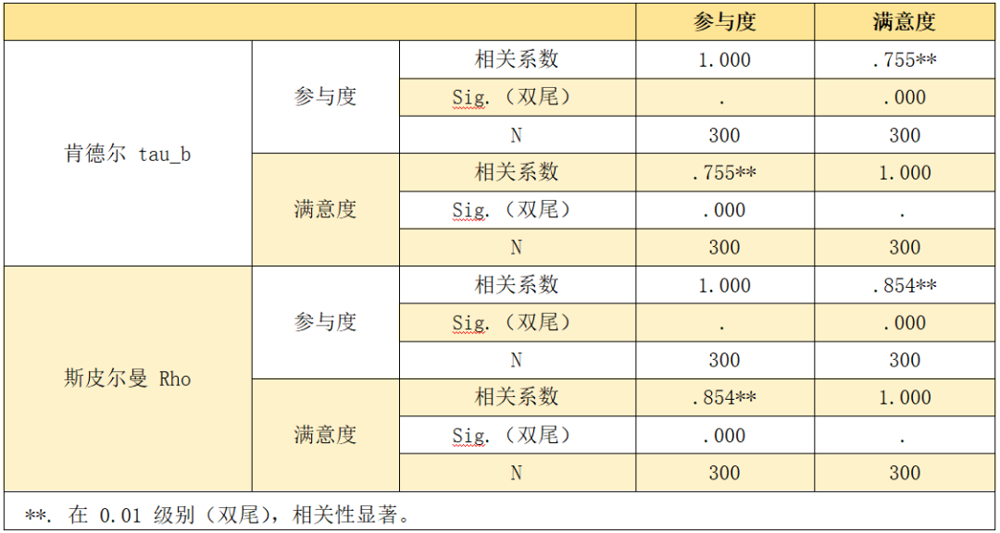 参与度 满意度
肯德尔 tau_b 参与度 相关系数 1.000 .755**
Sig.（双尾） . .000
N 300 300
满意度 相关系数 .755** 1.000
Sig.（双尾） .000 .
N 300 300
斯皮尔曼 Rho 参与度 相关系数 1.000 .854**
Sig.（双尾） . .000
N 300 300
满意度 相关系数 .854** 1.000
Sig.（双尾） .000 .
N 300 300
**. 在 0.01 级别（双尾），相关性显著。